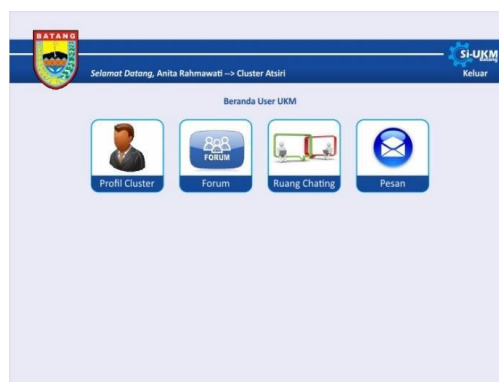 BATANG
Si-UKM
Batang
Selamat Datang, Anita Rahmawati --> Cluster Atsiri
Keluar
Beranda User UKM
FORUM
Profil Cluster
Forum
Ruang Chating
Pesan